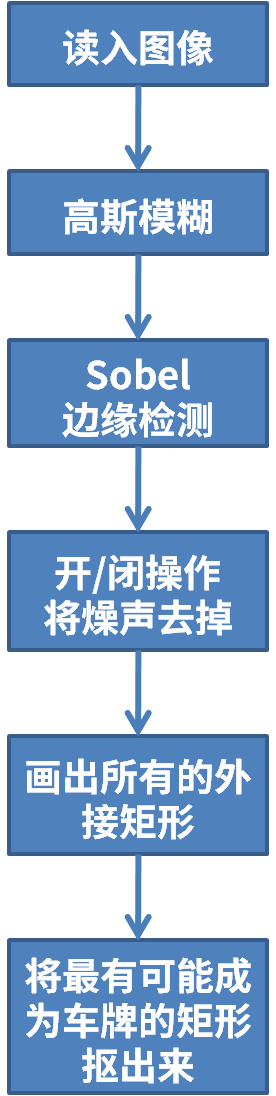 读入图像
高斯模糊
Sobel
边缘检测
开/闭操作
将燥声去掉
画出所有的外
接矩形
将最有可能成
为车牌的矩形
抠出来